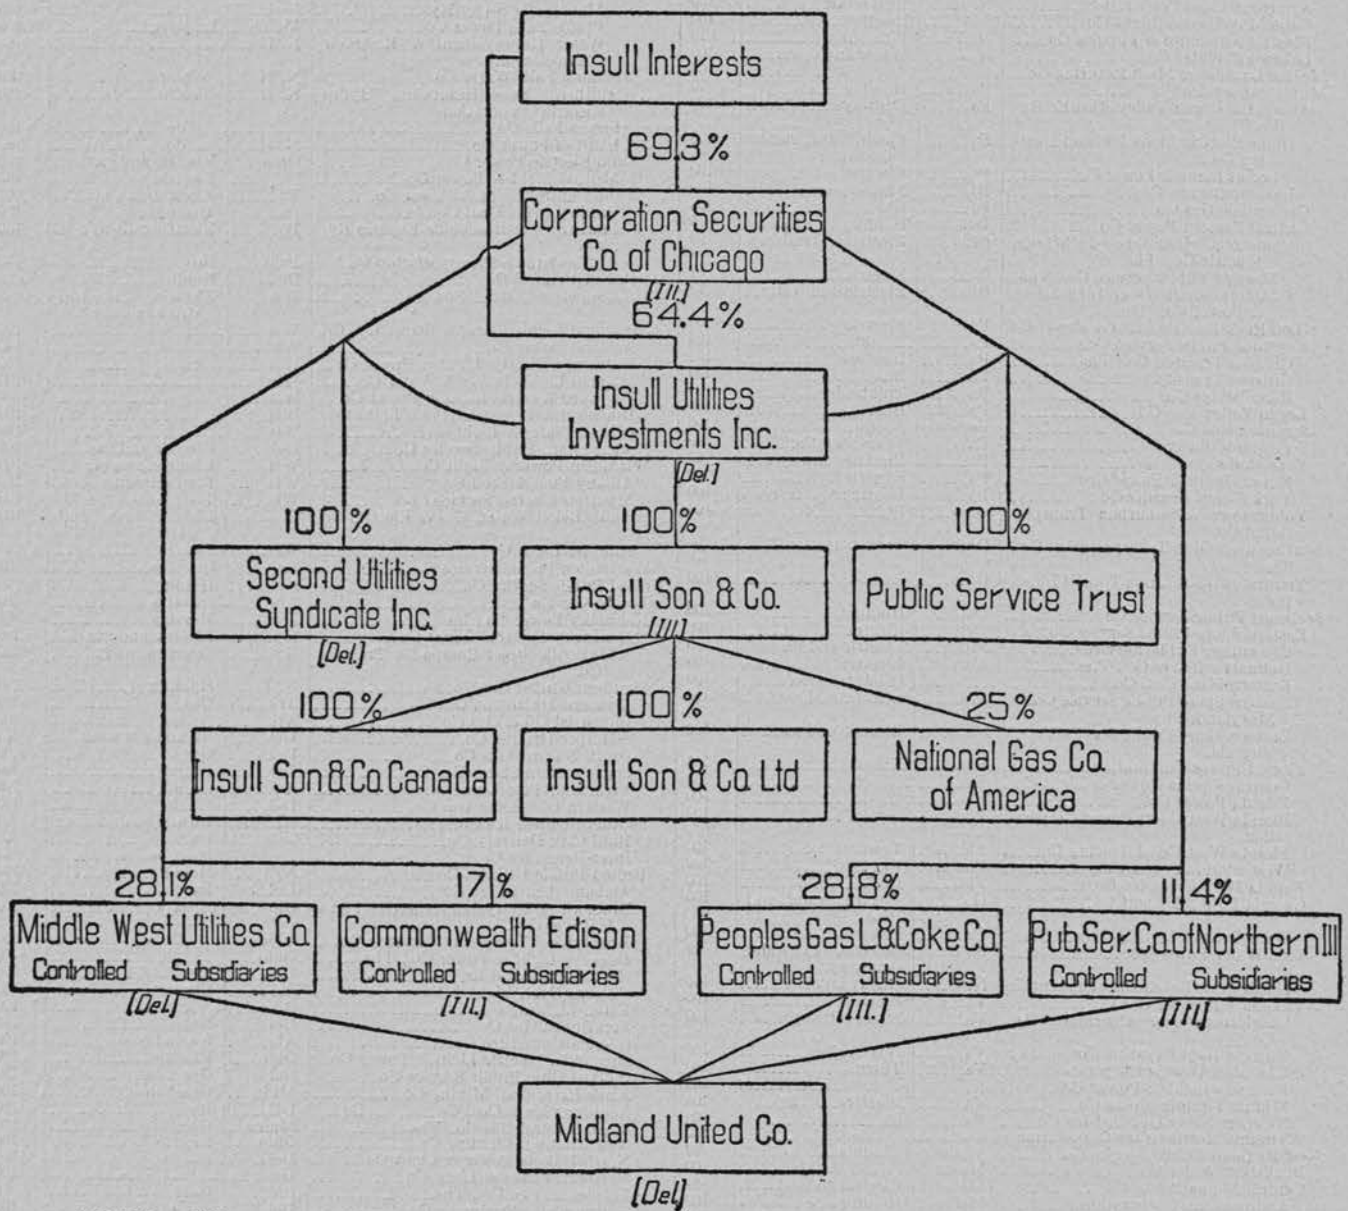 Insull Interests
69.3%
Corporation Securities
Co. of Chicago
[Ill.]
64.4%
Insull Utilities
Investments Inc.
[Del.]
100%
100%
100%
Second Utilities
Syndicate Inc.
[Del.]
Insull Son & Co.
[Ill.]
Public Service Trust
100%
100%
25%
Insull Son & Co. Canada
Insull Son & Co. Ltd
National Gas Co.
of America
28.1%
17%
28.8%
11.4%
Middle West Utilities Co.
Controlled Subsidiaries
[Del.]
Commonwealth Edison
Controlled Subsidiaries
[Ill.]
Peoples Gas L & Coke Co.
Controlled Subsidiaries
[Ill.]
Pub. Ser. Co. of Northern Ill
Controlled Subsidiaries
[Ill]
Midland United Co.
[Del]